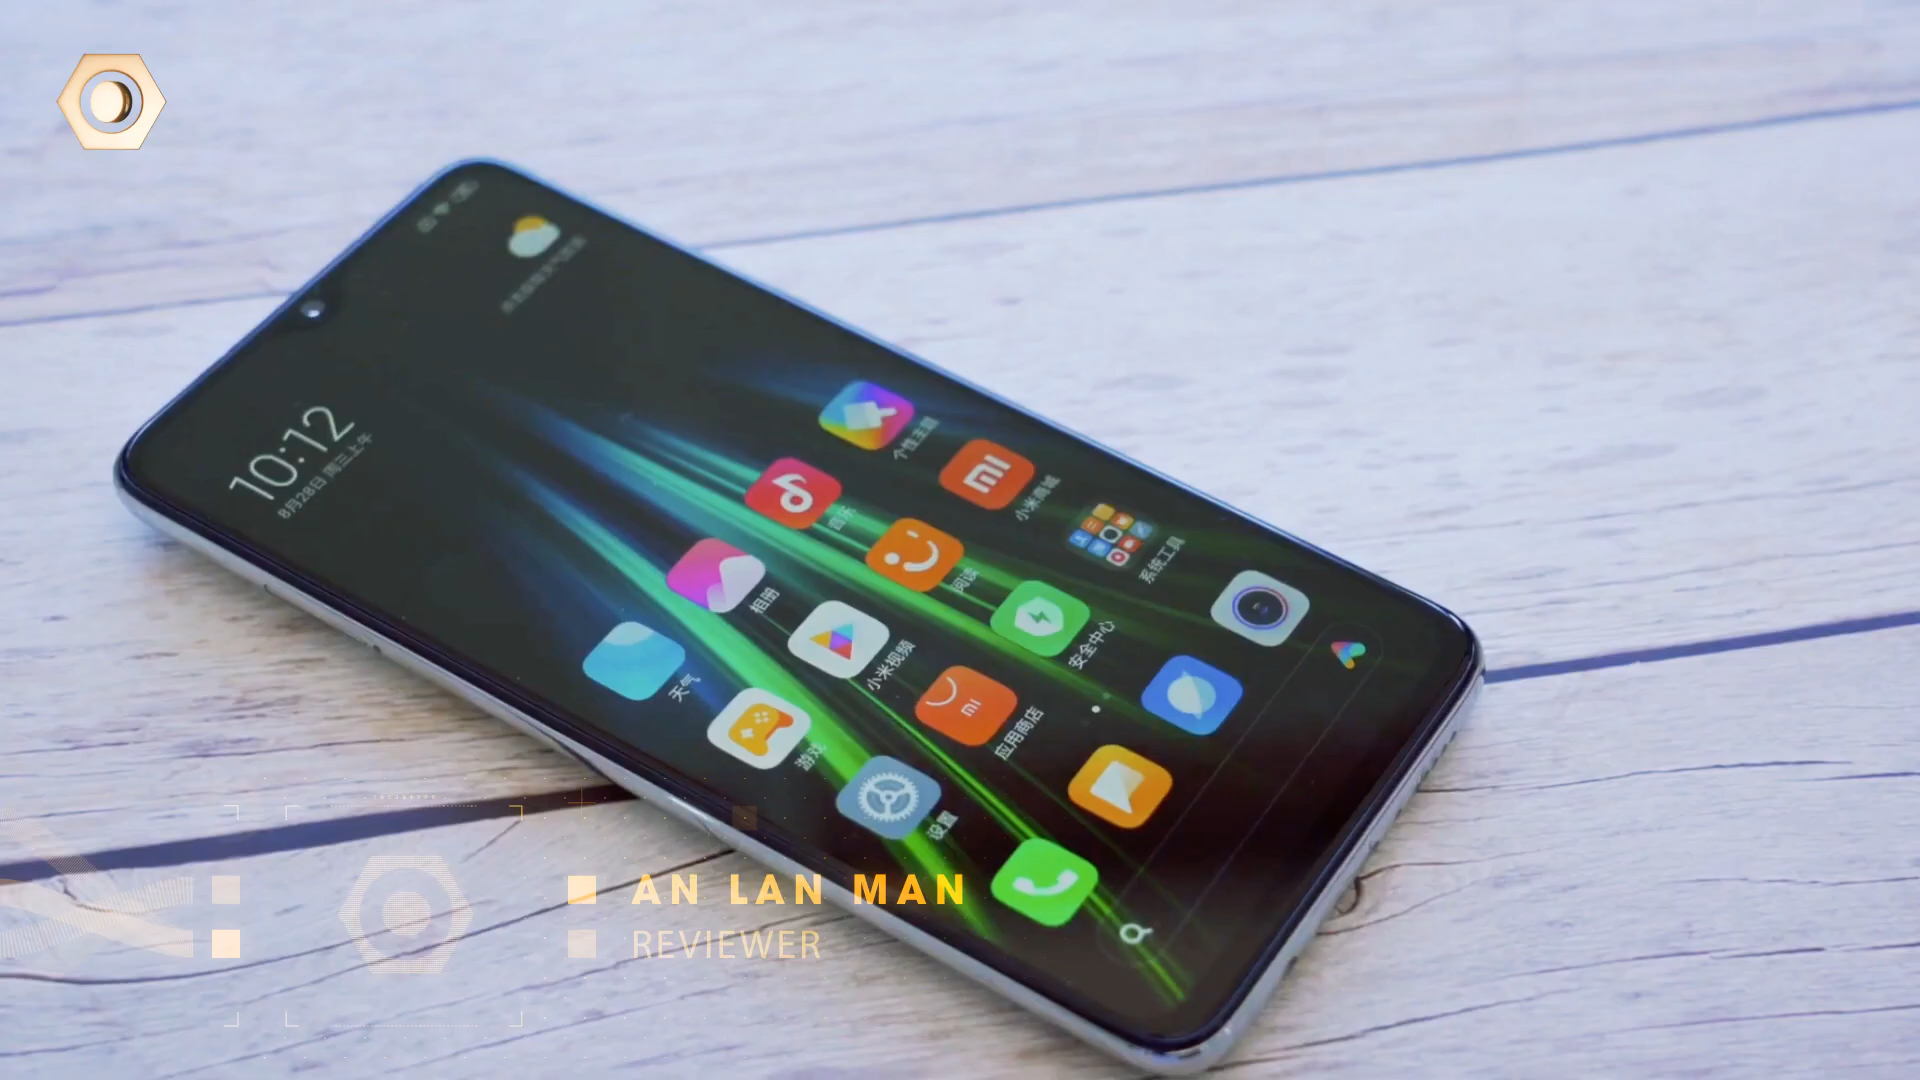 10:12
8月28日 周三上午
个性主题
音乐
小米商城
相册
阅读
系统工具
天气
小米视频
安全中心
游戏
应用商店
设置
AN LAN MAN
REVIEWER